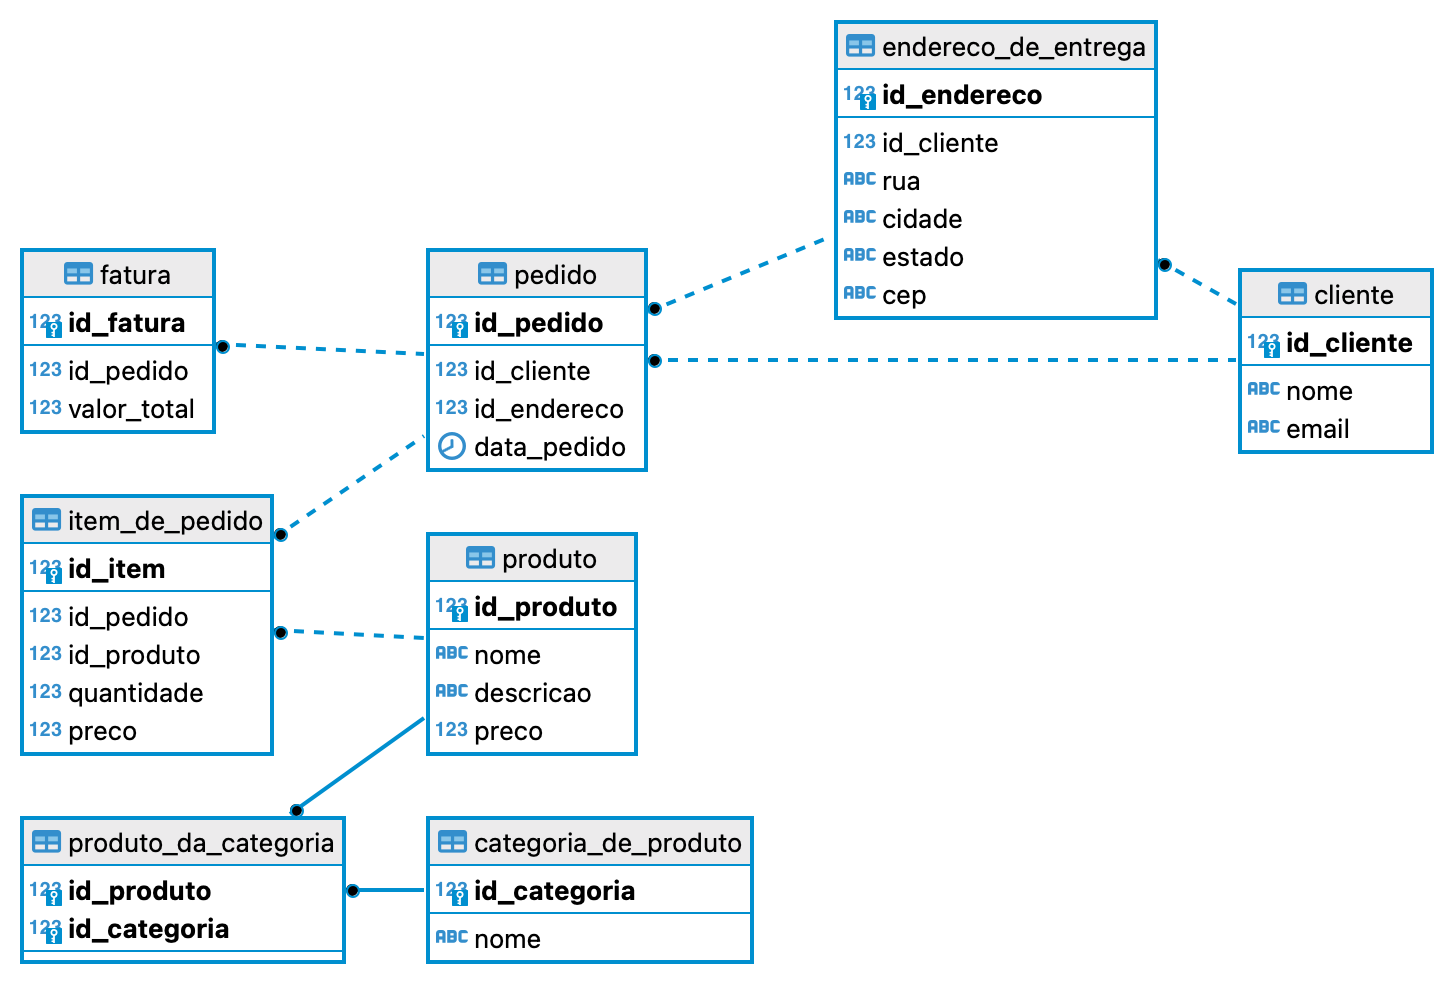 endereco_de_entrega
123 id_endereco
123 id_cliente
ABC rua
ABC cidade
ABC estado
ABC cep
fatura
123 id_fatura
123 id_pedido
123 valor_total
pedido
123 id_pedido
123 id_cliente
123 id_endereco
data_pedido
cliente
123 id_cliente
ABC nome
ABC email
item_de_pedido
123 id_item
123 id_pedido
123 id_produto
123 quantidade
123 preco
produto
123 id_produto
ABC nome
ABC descricao
123 preco
produto_da_categoria
123 id_produto
123 id_categoria
categoria_de_produto
123 id_categoria
ABC nome